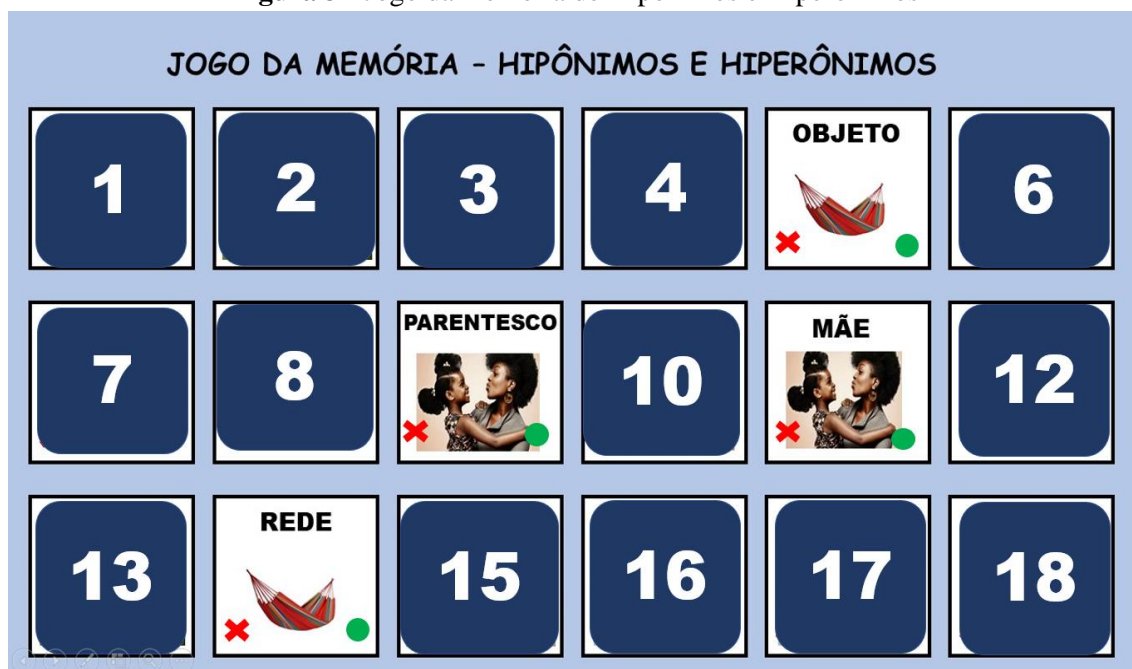 JOGO DA MEMÓRIA - HIPÔNIMOS E HIPERÔNIMOS
1 2 3 4 OBJETO 6
7 8 PARENTESCO 10 MÃE 12
13 REDE 15 16 17 18